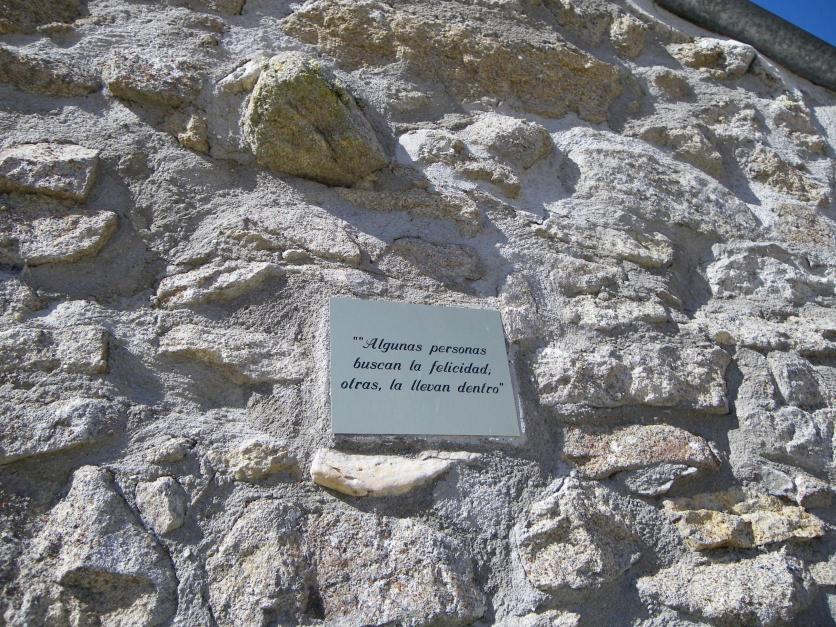 ""Algunas personas
buscan la felicidad,
otras, la llevan dentro"